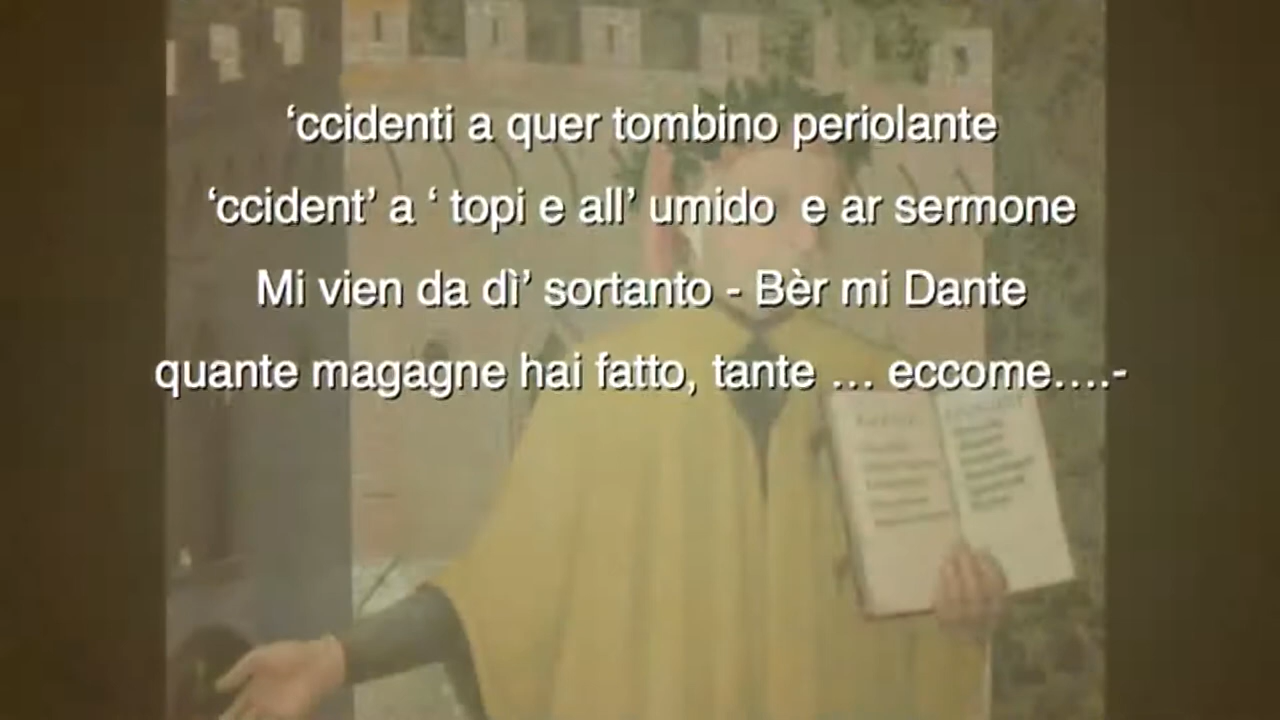 ‘ccidenti a quer tombino periolante
‘ccident’ a ‘ topi e all’ umido  e ar sermone
Mi vien da dì’ sortanto - Bèr mi Dante
quante magagne hai fatto, tante … eccome….-